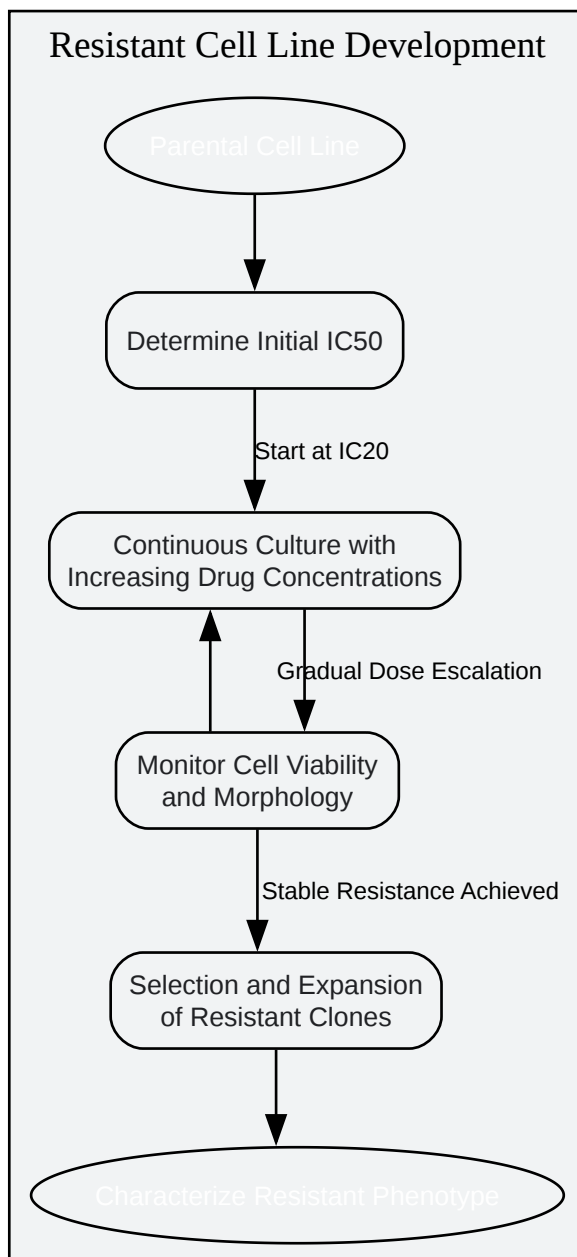 Resistant Cell Line Development
Parental Cell Line
Determine Initial IC50
Start at IC20
Continuous Culture with
Increasing Drug Concentrations
Gradual Dose Escalation
Monitor Cell Viability
and Morphology
Stable Resistance Achieved
Selection and Expansion
of Resistant Clones
Characterize Resistant Phenotype